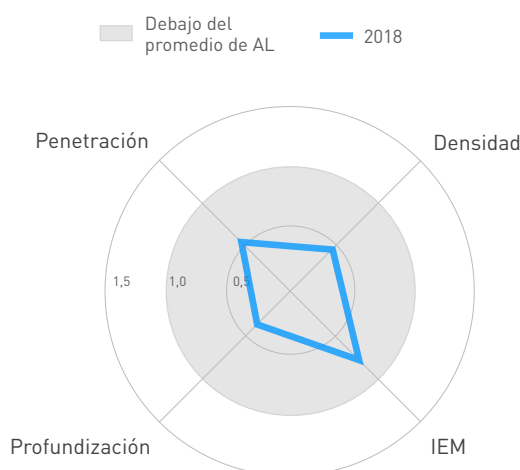 Debajo del
promedio de AL
2018
Penetración
Densidad
1,5
1,0
0,5
Profundización
IEM